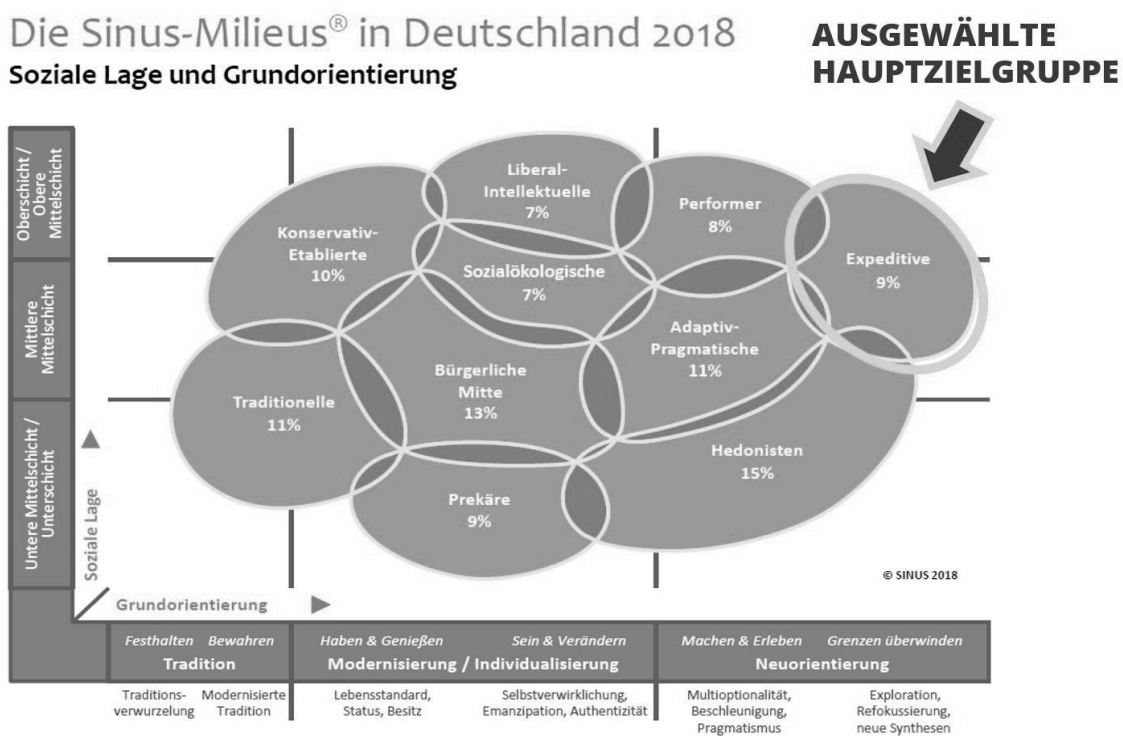 Die Sinus-Milieus® in Deutschland 2018
Soziale Lage und Grundorientierung
AUSGEWÄHLTE
HAUPTZIELGRUPPE
Oberschicht /
Obere
Mittelschicht
Mittlere
Mittelschicht
Untere Mittelschicht /
Unterschicht
Soziale Lage
Liberal-
Intellektuelle
7%
Performer
8%
Konservativ-
Etablierte
10%
Expeditive
9%
Sozialökologische
7%
Adaptiv-
Pragmatische
11%
Bürgerliche
Mitte
13%
Traditionelle
11%
Hedonisten
15%
Prekäre
9%
© SINUS 2018
Grundorientierung
Festhalten Bewahren
Tradition
Haben & Genießen Sein & Verändern
Modernisierung / Individualisierung
Machen & Erleben Grenzen überwinden
Neuorientierung
Traditions-
verwurzelung
Modernisierte
Tradition
Lebensstandard,
Status, Besitz
Selbstverwirklichung,
Emanzipation, Authentizität
Multioptionalität,
Beschleunigung,
Pragmatismus
Exploration,
Refokussierung,
neue Synthesen